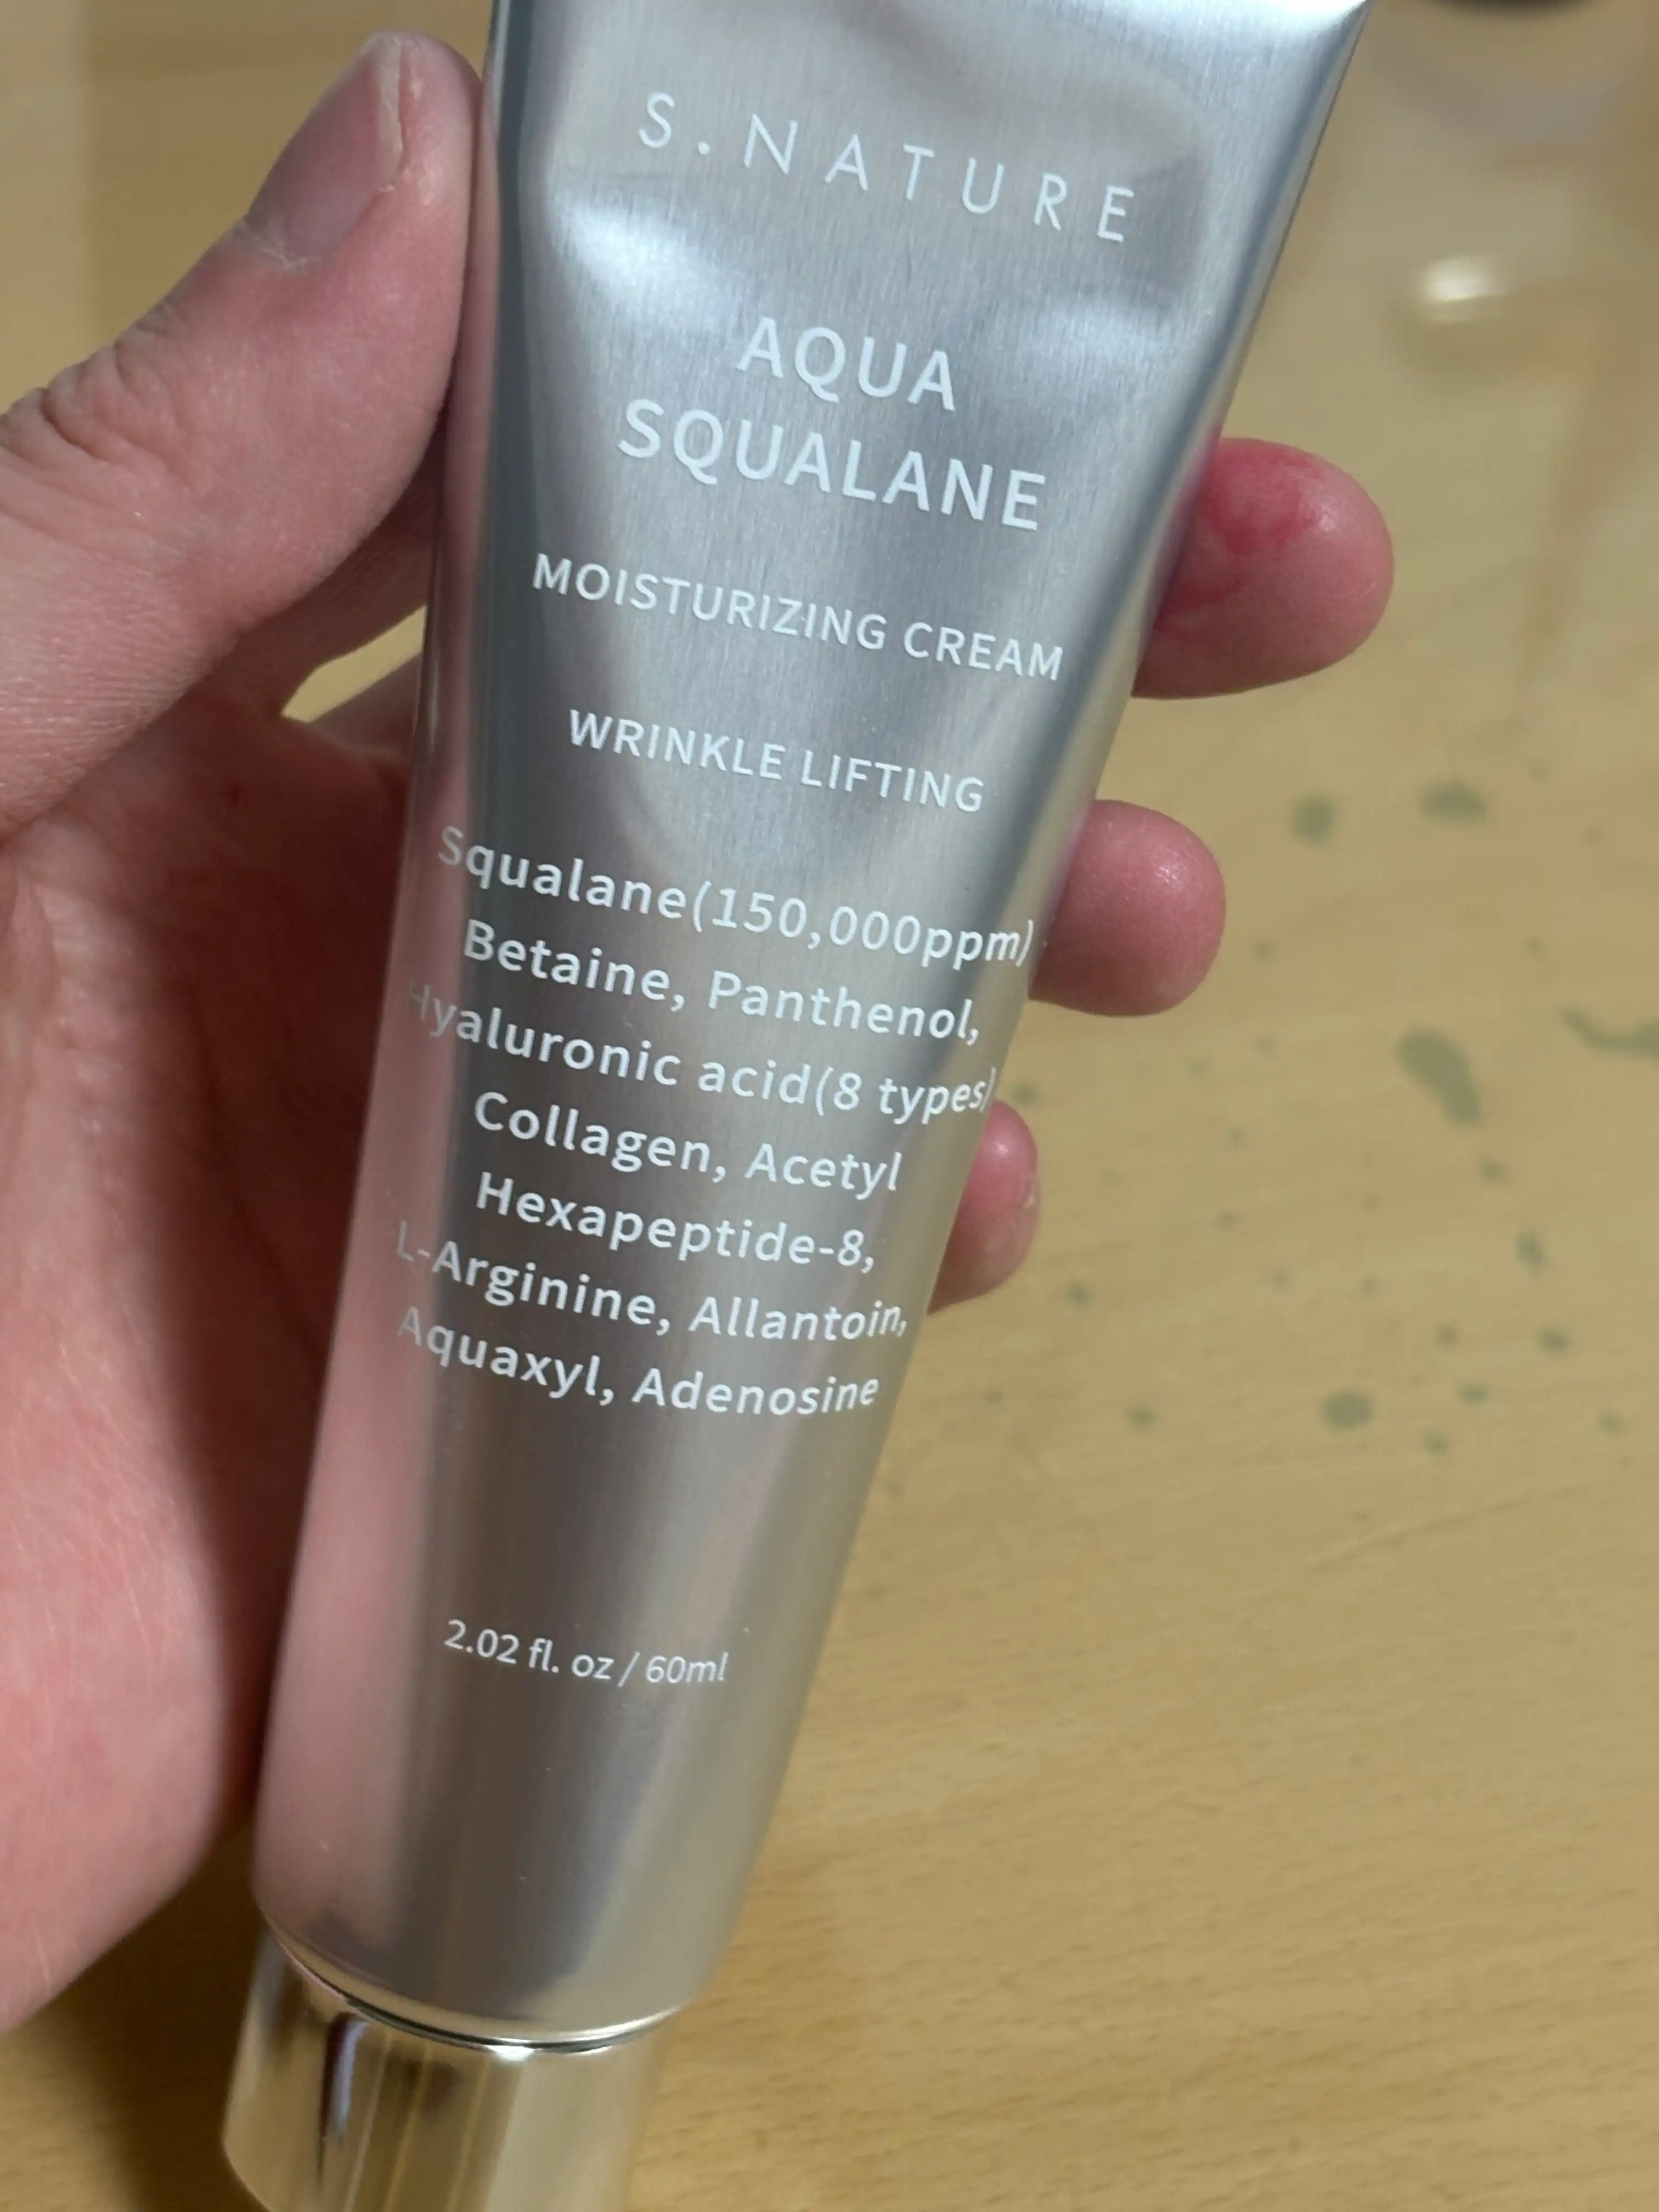 S.NATURE
AQUA
SQUALANE
MOISTURIZING CREAM
WRINKLE LIFTING
Squalane(150,000ppm)
Betaine, Panthenol,
Hyaluronic acid(8 types)
Collagen, Acetyl
Hexapeptide-8,
L-Arginine, Allantoin,
Aquaxyl, Adenosine
2.02 fl. oz / 60ml